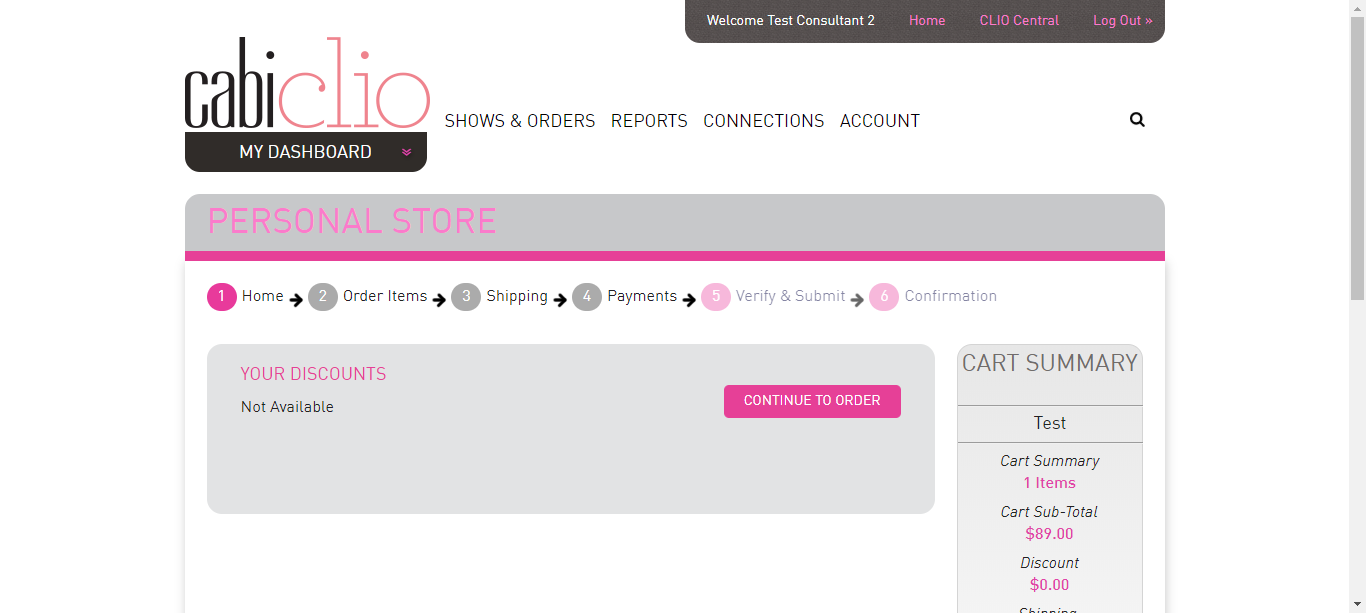 Welcome Test Consultant 2 Home CLIO Central Log Out »
cabiclio
SHOWS & ORDERS REPORTS CONNECTIONS ACCOUNT
MY DASHBOARD
PERSONAL STORE
1 Home 2 Order Items 3 Shipping 4 Payments 5 Verify & Submit 6 Confirmation
YOUR DISCOUNTS
Not Available
CONTINUE TO ORDER
CART SUMMARY
Test
Cart Summary
1 Items
Cart Sub-Total
$89.00
Discount
$0.00
Shipping